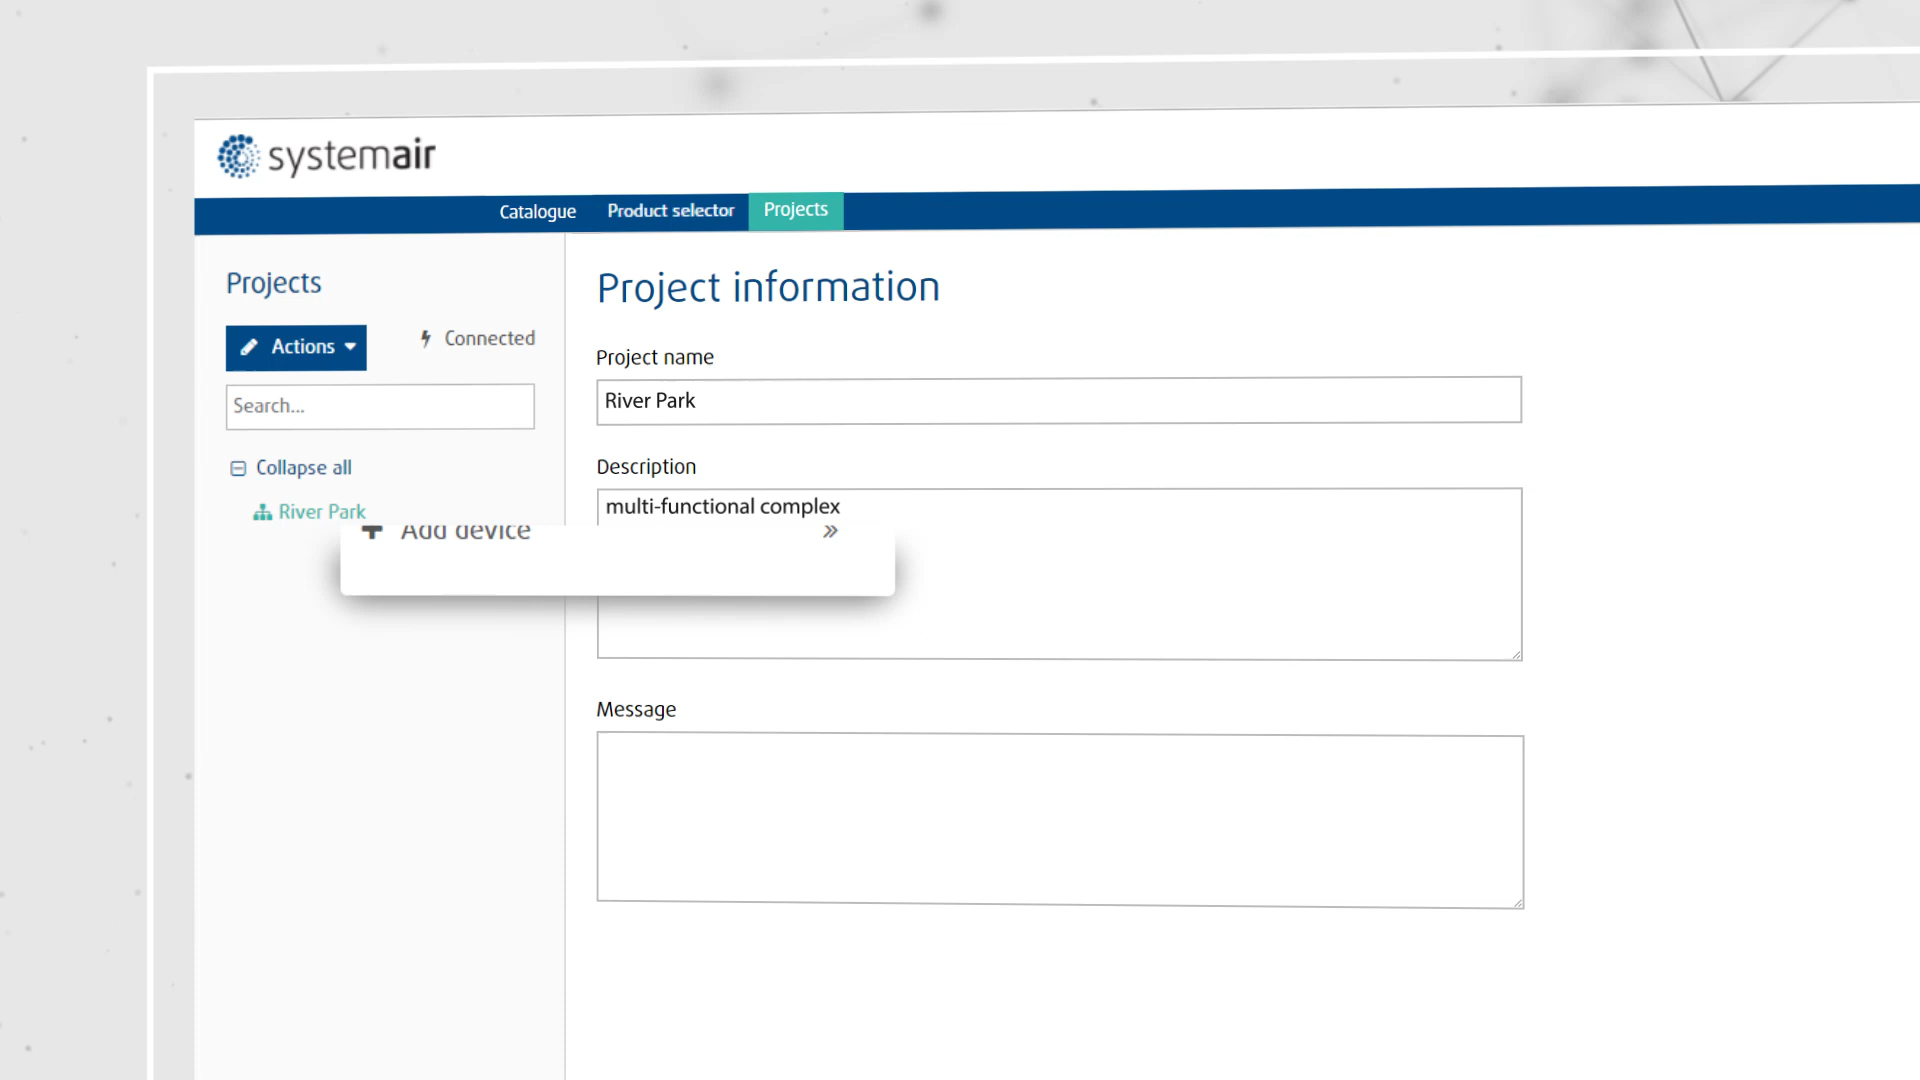 systemair
Catalogue Product selector Projects
Projects
Actions
Connected
Search...
Collapse all
River Park
Add device
Project information
Project name
River Park
Description
multi-functional complex
Message